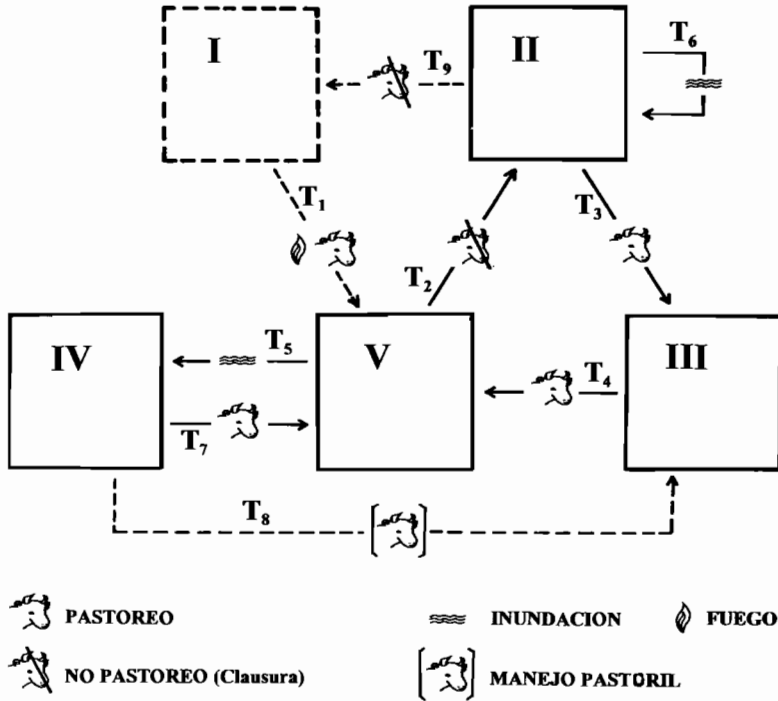 I
II
T₉
T₆
T₁
T₂
T₃
IV
T₅
V
T₄
III
T₇
T₈
PASTOREO
INUNDACION
FUEGO
NO PASTOREO (Clausura)
MANEJO PASTORIL